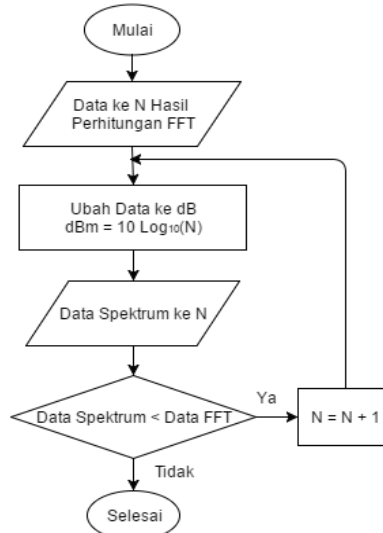 Mulai
Data ke N Hasil
Perhitungan FFT
Ubah Data ke dB
dBm = 10 Log₁₀(N)
Data Spektrum ke N
Data Spektrum < Data FFT
Ya
N = N + 1
Tidak
Selesai